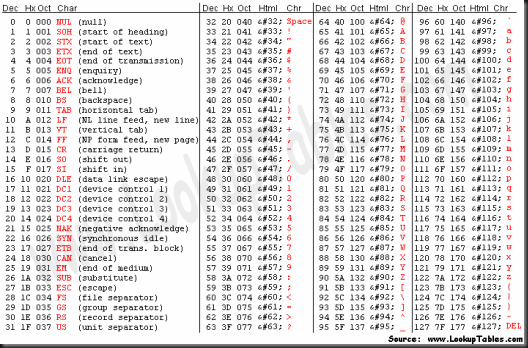 Dec Hx Oct Char Dec Hx Oct Html Chr Dec Hx Oct Html Chr Dec Hx Oct Html Chr
0 0 000 NUL (null) 32 20 040 &#32; Space 64 40 100 &#64; @ 96 60 140 &#96; `
1 1 001 SOH (start of heading) 33 21 041 &#33; ! 65 41 101 &#65; A 97 61 141 &#97; a
2 2 002 STX (start of text) 34 22 042 &#34; " 66 42 102 &#66; B 98 62 142 &#98; b
3 3 003 ETX (end of text) 35 23 043 &#35; # 67 43 103 &#67; C 99 63 143 &#99; c
4 4 004 EOT (end of transmission) 36 24 044 &#36; $ 68 44 104 &#68; D 100 64 144 &#100; d
5 5 005 ENQ (enquiry) 37 25 045 &#37; % 69 45 105 &#69; E 101 65 145 &#101; e
6 6 006 ACK (acknowledge) 38 26 046 &#38; & 70 46 106 &#70; F 102 66 146 &#102; f
7 7 007 BEL (bell) 39 27 047 &#39; ' 71 47 107 &#71; G 103 67 147 &#103; g
8 8 010 BS (backspace) 40 28 050 &#40; ( 72 48 110 &#72; H 104 68 150 &#104; h
9 9 011 TAB (horizontal tab) 41 29 051 &#41; ) 73 49 111 &#73; I 105 69 151 &#105; i
10 A 012 LF (NL line feed, new line) 42 2A 052 &#42; * 74 4A 112 &#74; J 106 6A 152 &#106; j
11 B 013 VT (vertical tab) 43 2B 053 &#43; + 75 4B 113 &#75; K 107 6B 153 &#107; k
12 C 014 FF (NP form feed, new page) 44 2C 054 &#44; , 76 4C 114 &#76; L 108 6C 154 &#108; l
13 D 015 CR (carriage return) 45 2D 055 &#45; - 77 4D 115 &#77; M 109 6D 155 &#109; m
14 E 016 SO (shift out) 46 2E 056 &#46; . 78 4E 116 &#78; N 110 6E 156 &#110; n
15 F 017 SI (shift in) 47 2F 057 &#47; / 79 4F 117 &#79; O 111 6F 157 &#111; o
16 10 020 DLE (data link escape) 48 30 060 &#48; 0 80 50 120 &#80; P 112 70 160 &#112; p
17 11 021 DC1 (device control 1) 49 31 061 &#49; 1 81 51 121 &#81; Q 113 71 161 &#113; q
18 12 022 DC2 (device control 2) 50 32 062 &#50; 2 82 52 122 &#82; R 114 72 162 &#114; r
19 13 023 DC3 (device control 3) 51 33 063 &#51; 3 83 53 123 &#83; S 115 73 163 &#115; s
20 14 024 DC4 (device control 4) 52 34 064 &#52; 4 84 54 124 &#84; T 116 74 164 &#116; t
21 15 025 NAK (negative acknowledge) 53 35 065 &#53; 5 85 55 125 &#85; U 117 75 165 &#117; u
22 16 026 SYN (synchronous idle) 54 36 066 &#54; 6 86 56 126 &#86; V 118 76 166 &#118; v
23 17 027 ETB (end of trans. block) 55 37 067 &#55; 7 87 57 127 &#87; W 119 77 167 &#119; w
24 18 030 CAN (cancel) 56 38 070 &#56; 8 88 58 130 &#88; X 120 78 170 &#120; x
25 19 031 EM (end of medium) 57 39 071 &#57; 9 89 59 131 &#89; Y 121 79 171 &#121; y
26 1A 032 SUB (substitute) 58 3A 072 &#58; : 90 5A 132 &#90; Z 122 7A 172 &#122; z
27 1B 033 ESC (escape) 59 3B 073 &#59; ; 91 5B 133 &#91; [ 123 7B 173 &#123; {
28 1C 034 FS (file separator) 60 3C 074 &#60; < 92 5C 134 &#92; \ 124 7C 174 &#124; |
29 1D 035 GS (group separator) 61 3D 075 &#61; = 93 5D 135 &#93; ] 125 7D 175 &#125; }
30 1E 036 RS (record separator) 62 3E 076 &#62; > 94 5E 136 &#94; ^ 126 7E 176 &#126; ~
31 1F 037 US (unit separator) 63 3F 077 &#63; ? 95 5F 137 &#95; _ 127 7F 177 &#127; DEL
Source: www.LookupTables.com